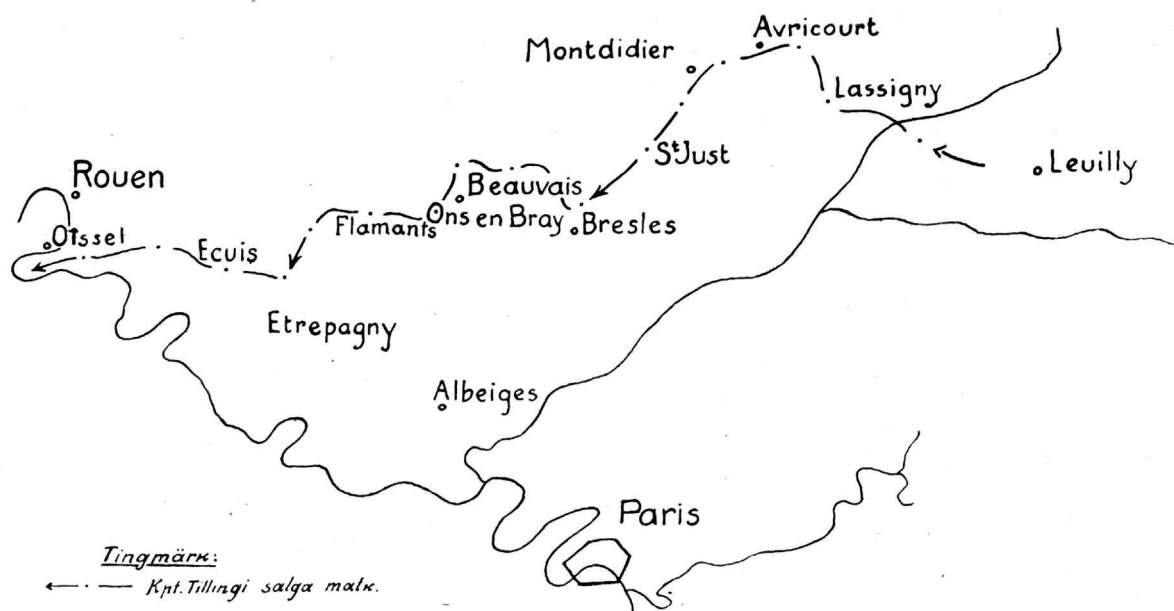 Avricourt
Montdidier
Lassigny
St Just
Leuilly
Rouen
Beauvais
Ons en Bray
Flamants
Bresles
Oissel
Ecuis
Etrepagny
Albeiges
Paris
Tingmärk:
Kpt. Tillingi salga matk.